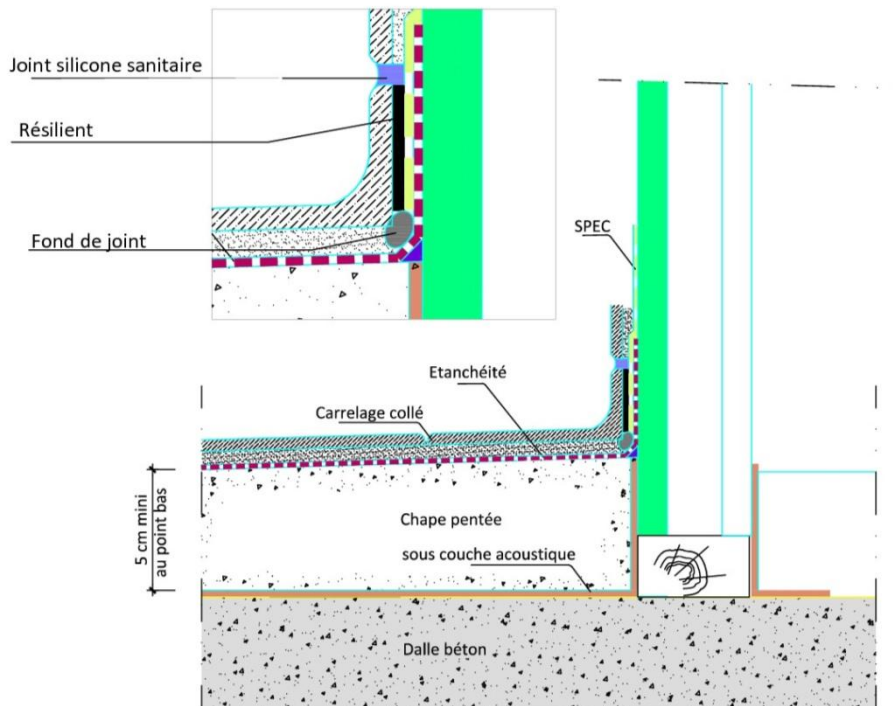 Joint silicone sanitaire
Résilient
Fond de joint
SPEC
Etanchéité
Carrelage collé
5 cm mini
au point bas
Chape pentée
sous couche acoustique
Dalle béton